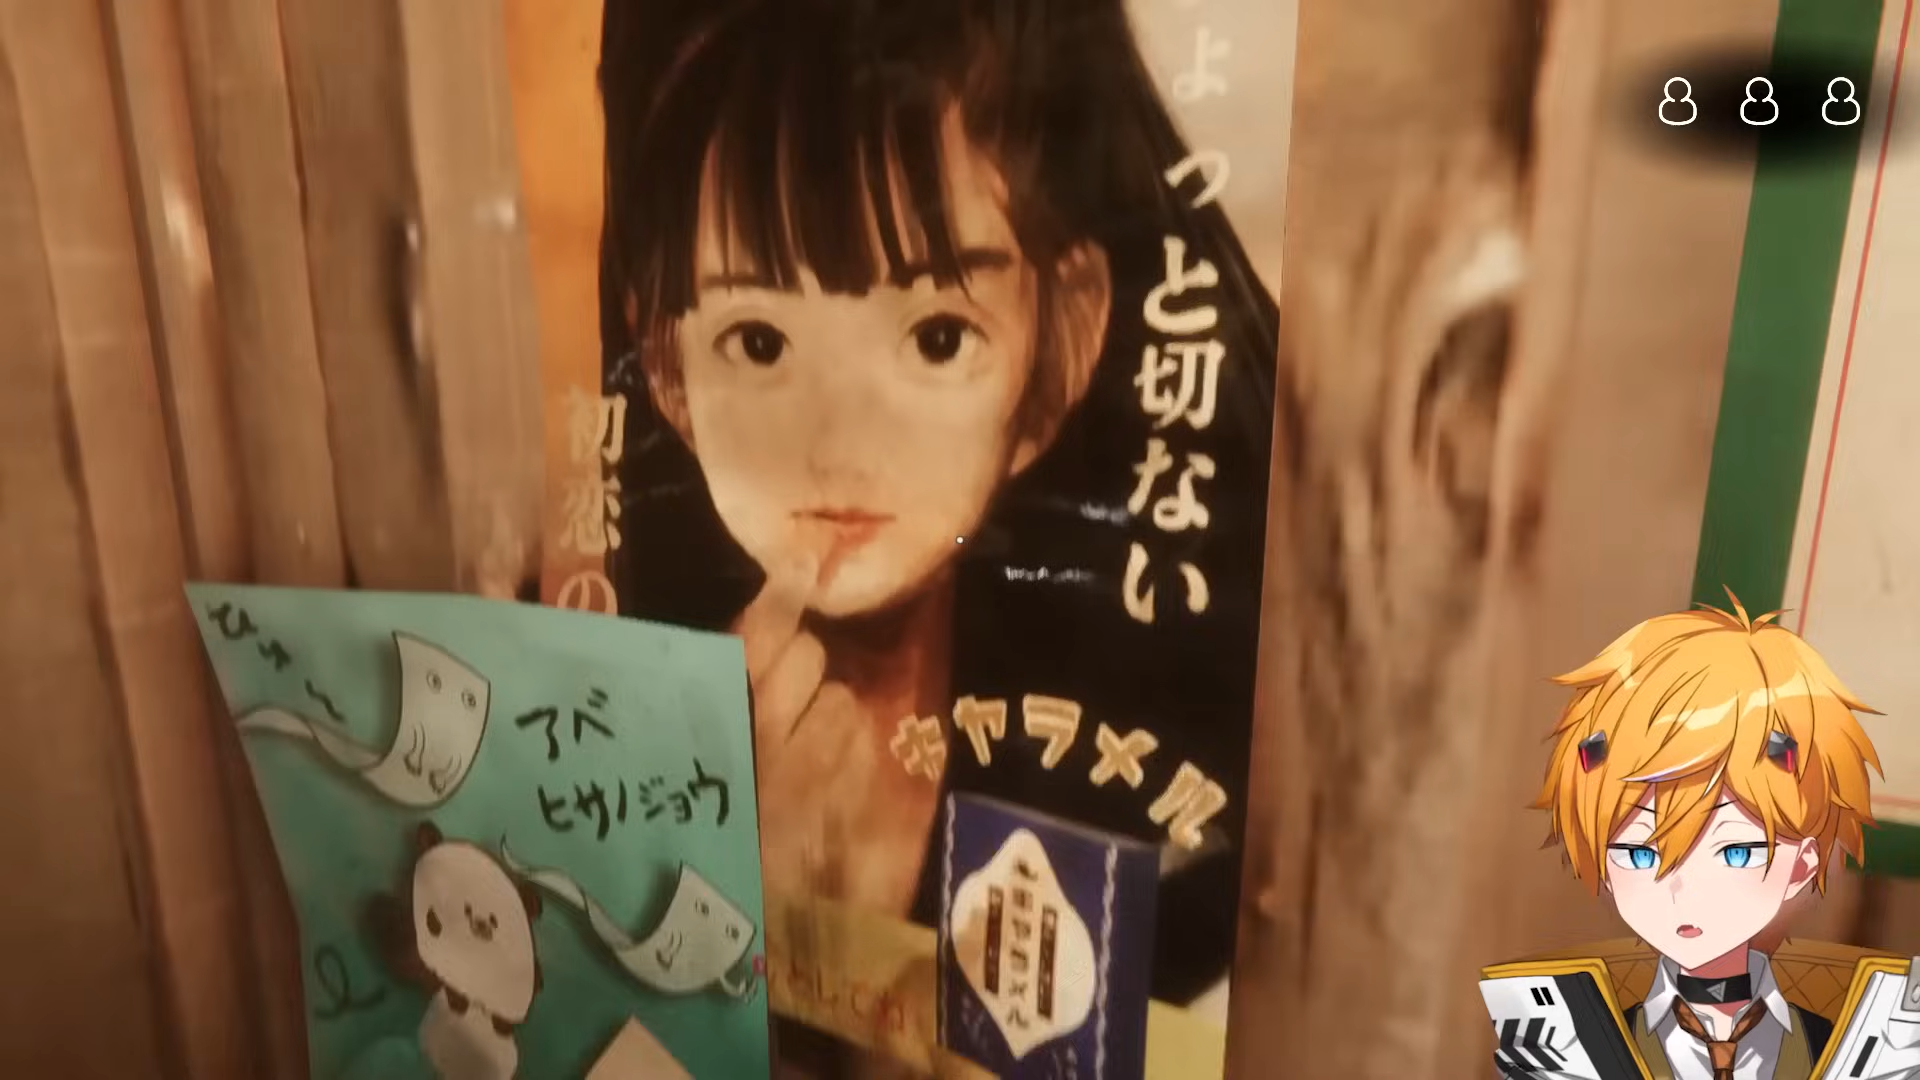 ょっと切ない
初恋の
キャラメル
ひゅ〜
アベ
ヒサノジョウ